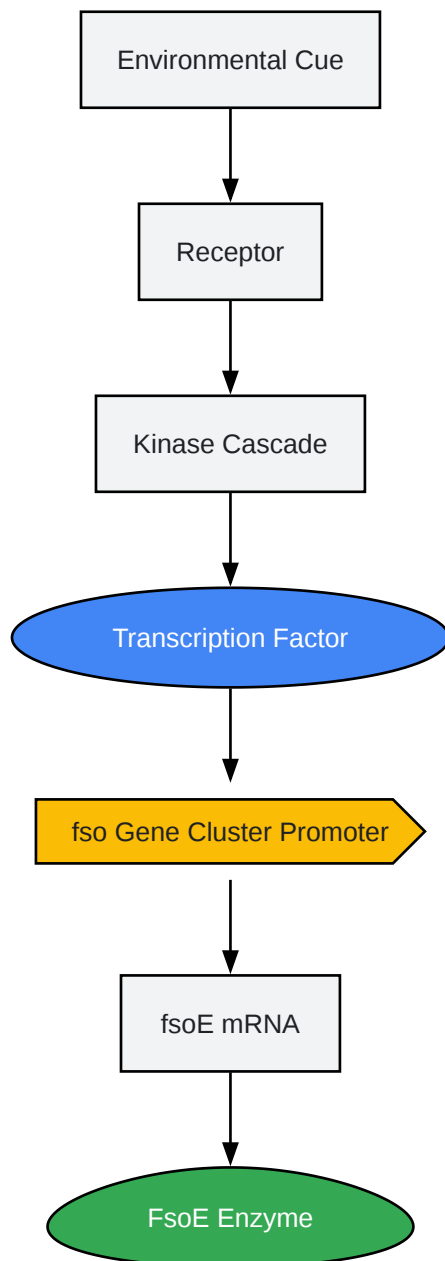 Environmental Cue
Receptor
Kinase Cascade
Transcription Factor
fso Gene Cluster Promoter
fsoE mRNA
FsoE Enzyme